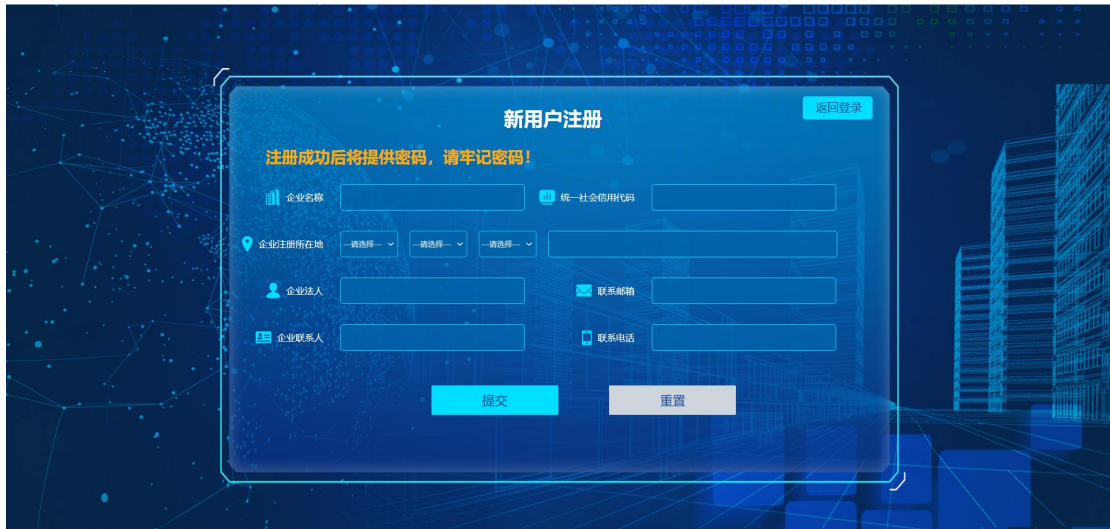 返回登录
新用户注册
注册成功后将提供密码，请牢记密码！
企业名称 统一社会信用代码
企业注册所在地 —请选择— —请选择— —请选择—
企业法人 联系邮箱
企业联系人 联系电话
提交 重置